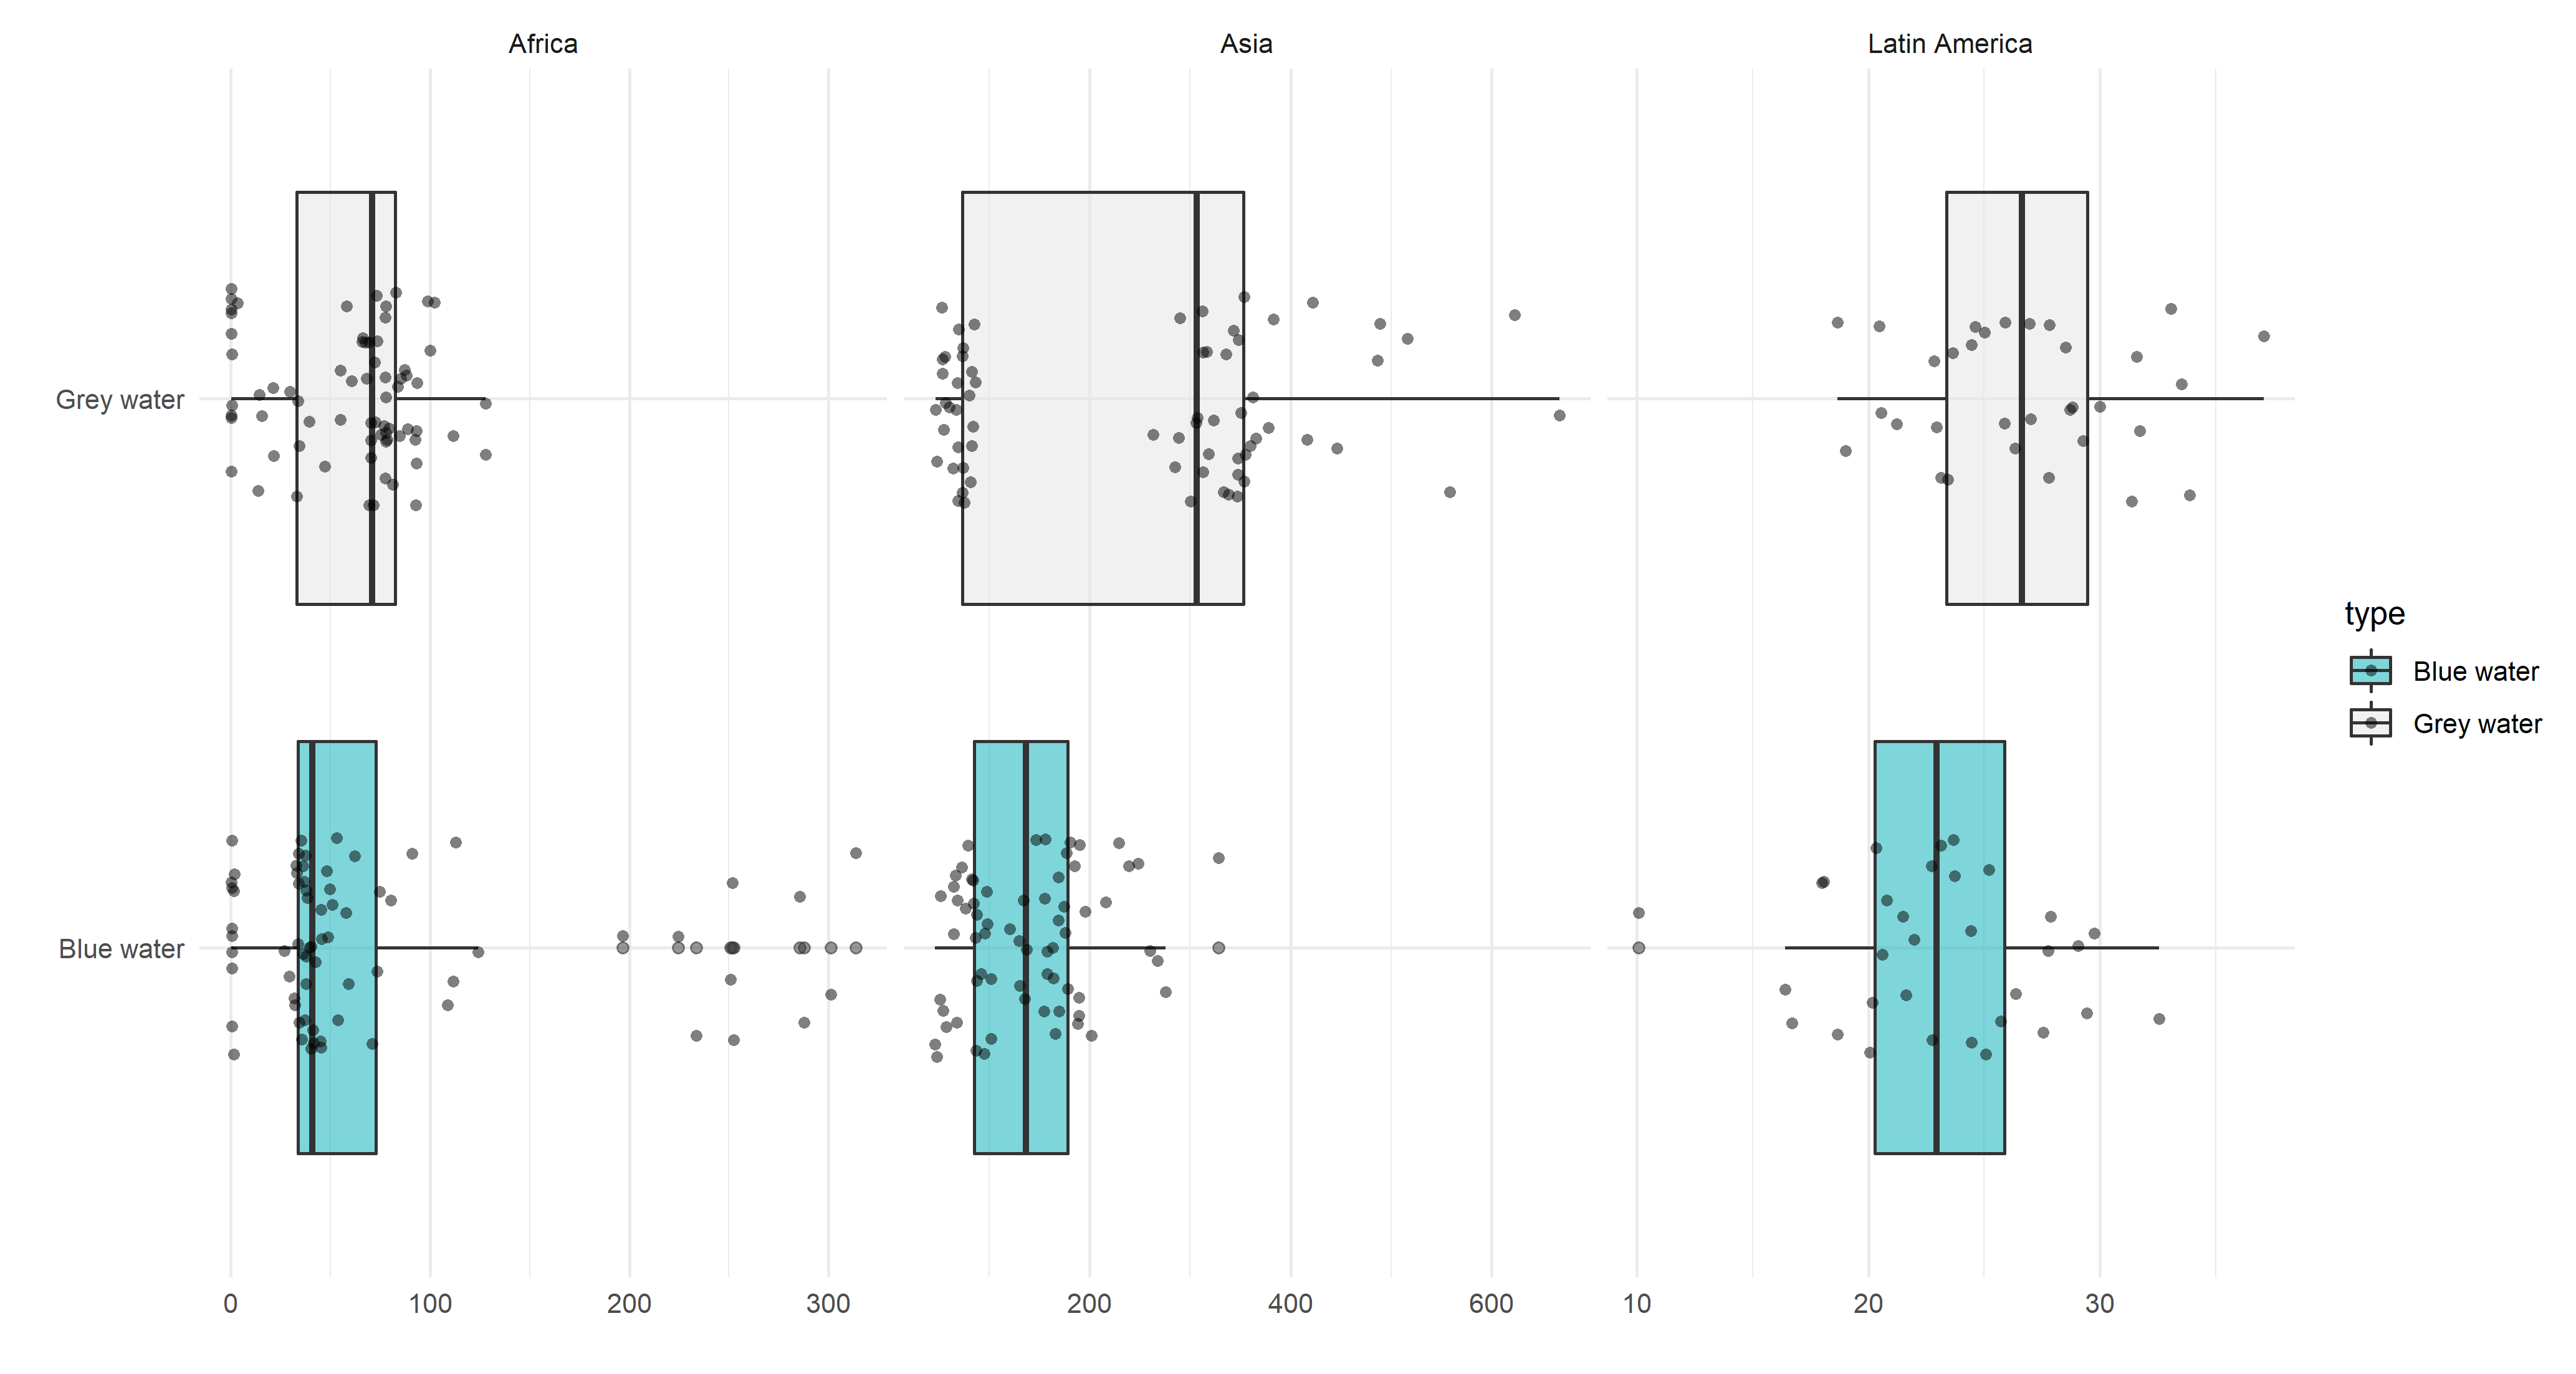 Africa
Asia
Latin America
Grey water
Blue water
type
Blue water
Grey water
0 100 200 300
200 400 600
10 20 30